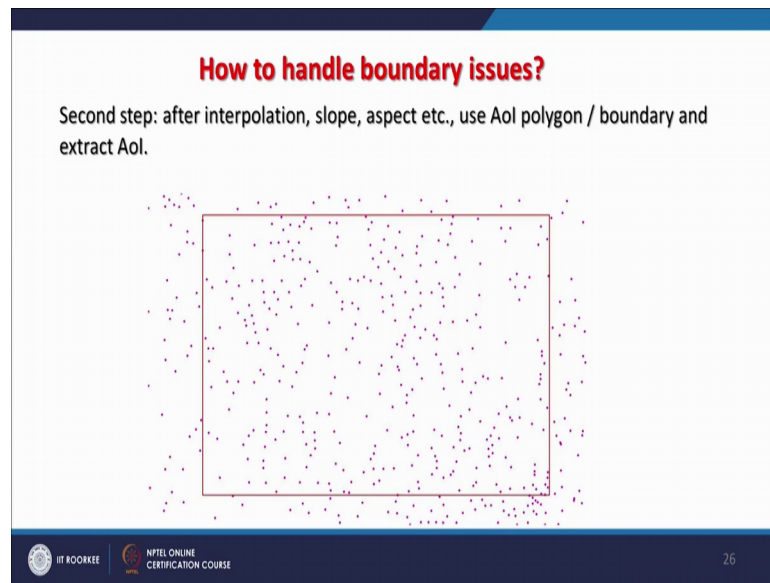 How to handle boundary issues?
Second step: after interpolation, slope, aspect etc., use AoI polygon / boundary and
extract AoI.
IIT ROORKEE
NPTEL ONLINE
CERTIFICATION COURSE
26